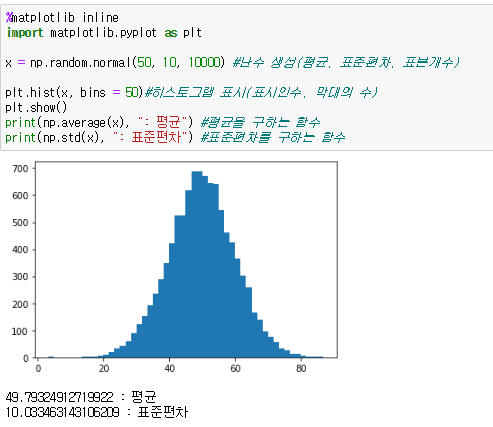 %matplotlib inline
import matplotlib.pyplot as plt
x = np.random.normal(50, 10, 10000) #난수 생성(평균, 표준편차, 표본개수)
plt.hist(x, bins = 50)#히스토그램 표시(표시인수, 막대의 수)
plt.show()
print(np.average(x), ": 평균") #평균을 구하는 함수
print(np.std(x), ": 표준편차") #표준편차를 구하는 함수
700
600
500
400
300
200
100
0
0 20 40 60 80
49.79324912719922 : 평균
10.033463143106209 : 표준편차